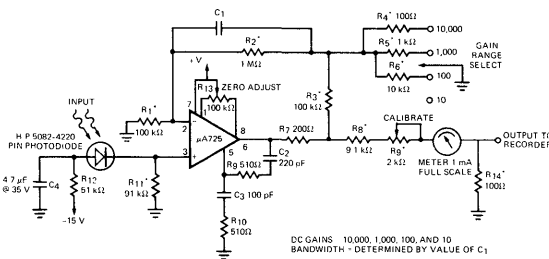 C1
R4* 100Ω
10,000
R2*
1 MΩ
R5* 1 kΩ
1,000
GAIN
RANGE
SELECT
R6*
10 kΩ
100
10
+V
R13
ZERO ADJUST
100 kΩ
R3*
100 kΩ
INPUT
R1*
100 kΩ
7
1
2
8
μA725
6
3
5
H P 5082-4220
PIN PHOTODIODE
R7 200Ω
R8*
9 1 kΩ
CALIBRATE
R9*
2 kΩ
OUTPUT TO
RECORDER
METER 1 mA
FULL SCALE
R9 510Ω
C2
220 pF
4 7 μF
@ 35 V
C4
R12
51 kΩ
-15 V
R11*
91 kΩ
C3 100 pF
R10
510Ω
R14*
100Ω
DC GAINS 10,000, 1,000, 100, AND 10
BANDWIDTH - DETERMINED BY VALUE OF C1